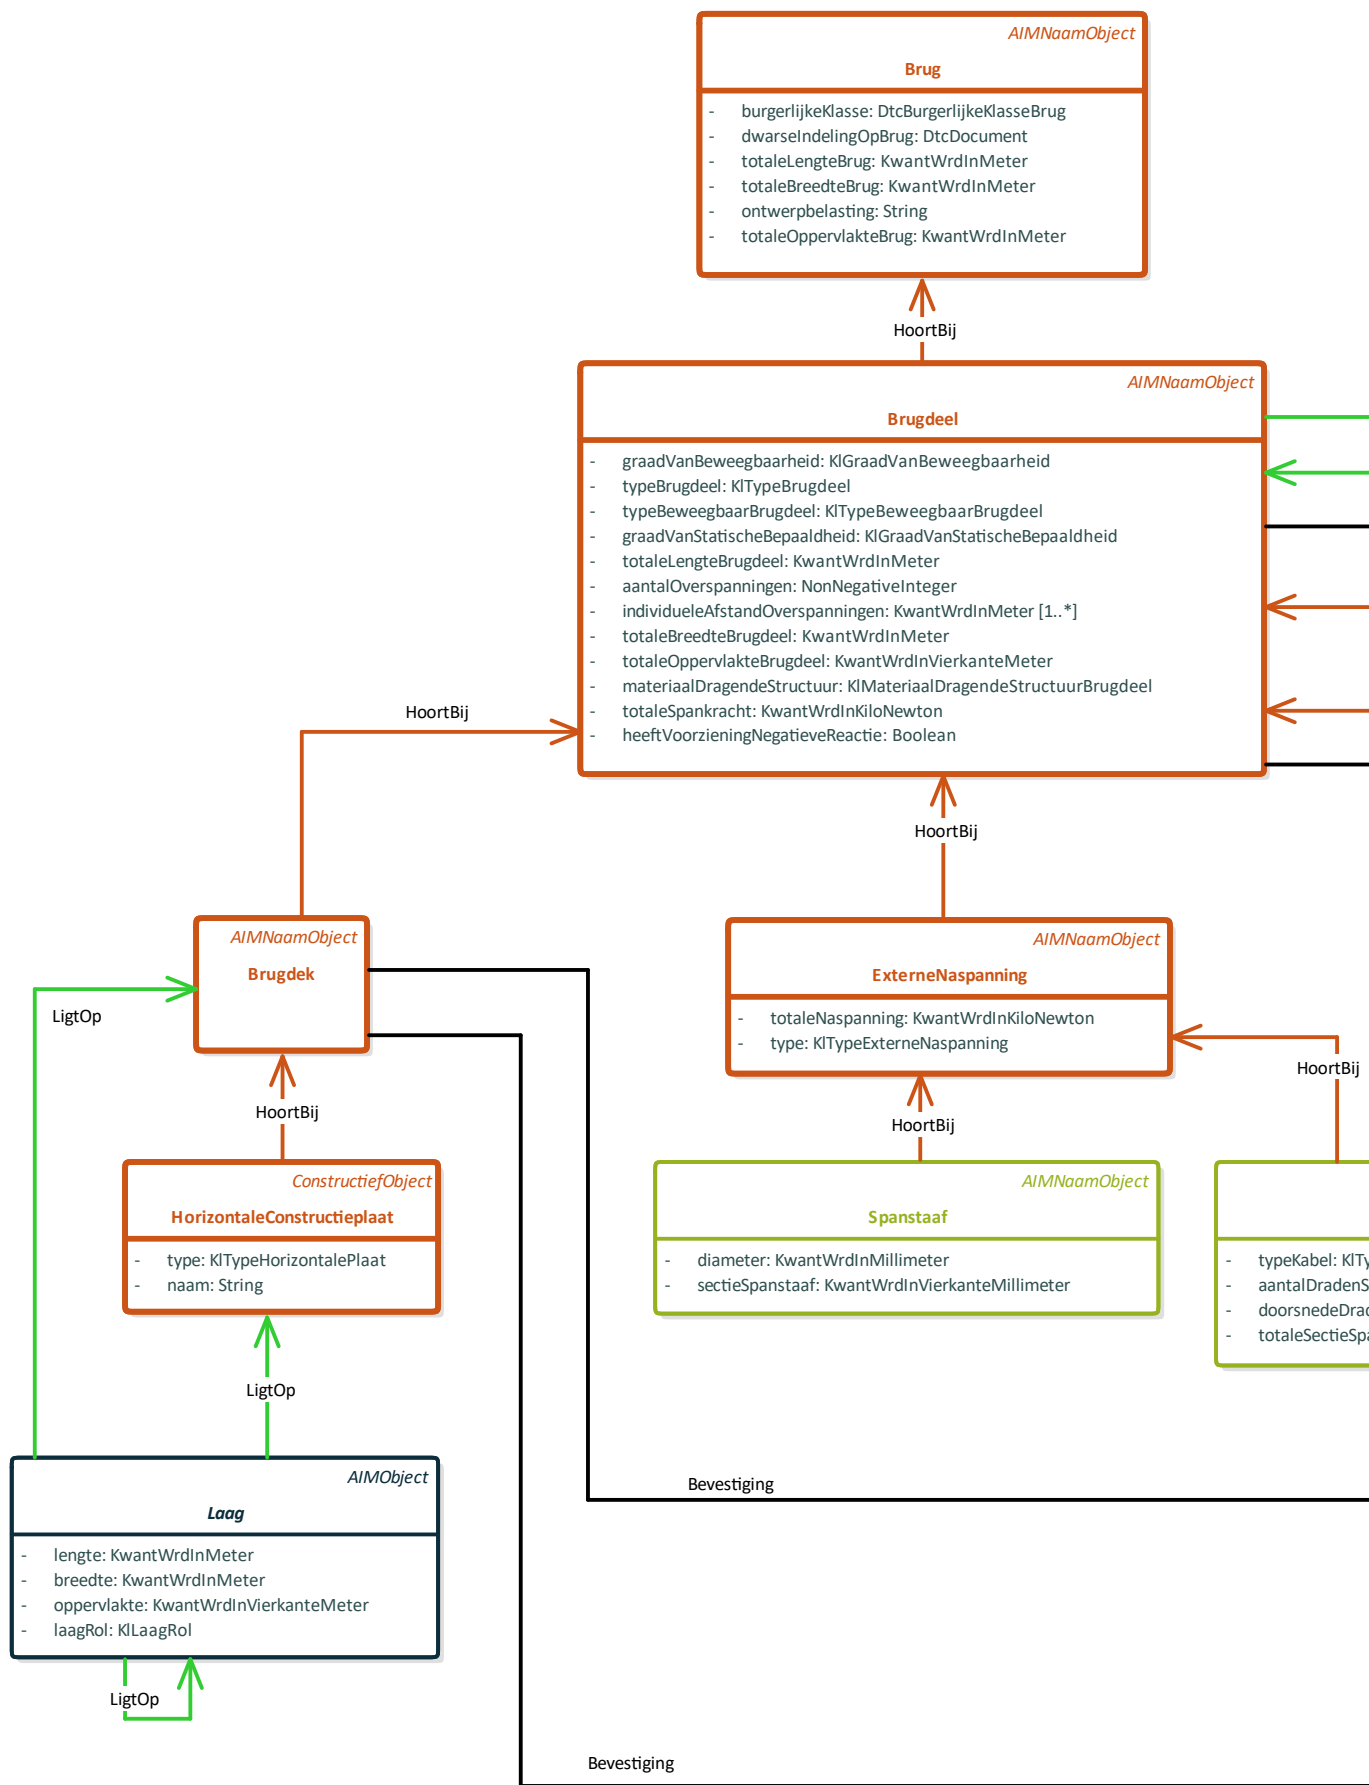 AIMNaamObject
Brug
- burgerlijkeKlasse: DtcBurgerlijkeKlasseBrug
- dwarseIndelingOpBrug: DtcDocument
- totaleLengteBrug: KwantWrdInMeter
- totaleBreedteBrug: KwantWrdInMeter
- ontwerpbelasting: String
- totaleOppervlakteBrug: KwantWrdInMeter
HoortBij
AIMNaamObject
Brugdeel
- graadVanBeweegbaarheid: KlGraadVanBeweegbaarheid
- typeBrugdeel: KlTypeBrugdeel
- typeBeweegbaarBrugdeel: KlTypeBeweegbaarBrugdeel
- graadVanStatischeBepaaldheid: KlGraadVanStatischeBepaaldheid
- totaleLengteBrugdeel: KwantWrdInMeter
- aantalOverspanningen: NonNegativeInteger
- individueleAfstandOverspanningen: KwantWrdInMeter [1..*]
- totaleBreedteBrugdeel: KwantWrdInMeter
- totaleOppervlakteBrugdeel: KwantWrdInVierkanteMeter
- materiaalDragendeStructuur: KlMateriaalDragendeStructuurBrugdeel
- totaleSpankracht: KwantWrdInKiloNewton
- heeftVoorzieningNegatieveReactie: Boolean
HoortBij
HoortBij
AIMNaamObject
Brugdek
AIMNaamObject
ExterneNaspanning
- totaleNaspanning: KwantWrdInKiloNewton
- type: KlTypeExterneNaspanning
LigtOp
HoortBij
HoortBij
HoortBij
ConstructiefObject
HorizontaleConstructieplaat
- type: KlTypeHorizontalePlaat
- naam: String
AIMNaamObject
Spanstaaf
- diameter: KwantWrdInMillimeter
- sectieSpanstaaf: KwantWrdInVierkanteMillimeter
- typeKabel: KlTy
- aantalDradenS
- doorsnedeDrad
- totaleSectieSpa
LigtOp
AIMObject
Laag
- lengte: KwantWrdInMeter
- breedte: KwantWrdInMeter
- oppervlakte: KwantWrdInVierkanteMeter
- laagRol: KlLaagRol
Bevestiging
LigtOp
Bevestiging